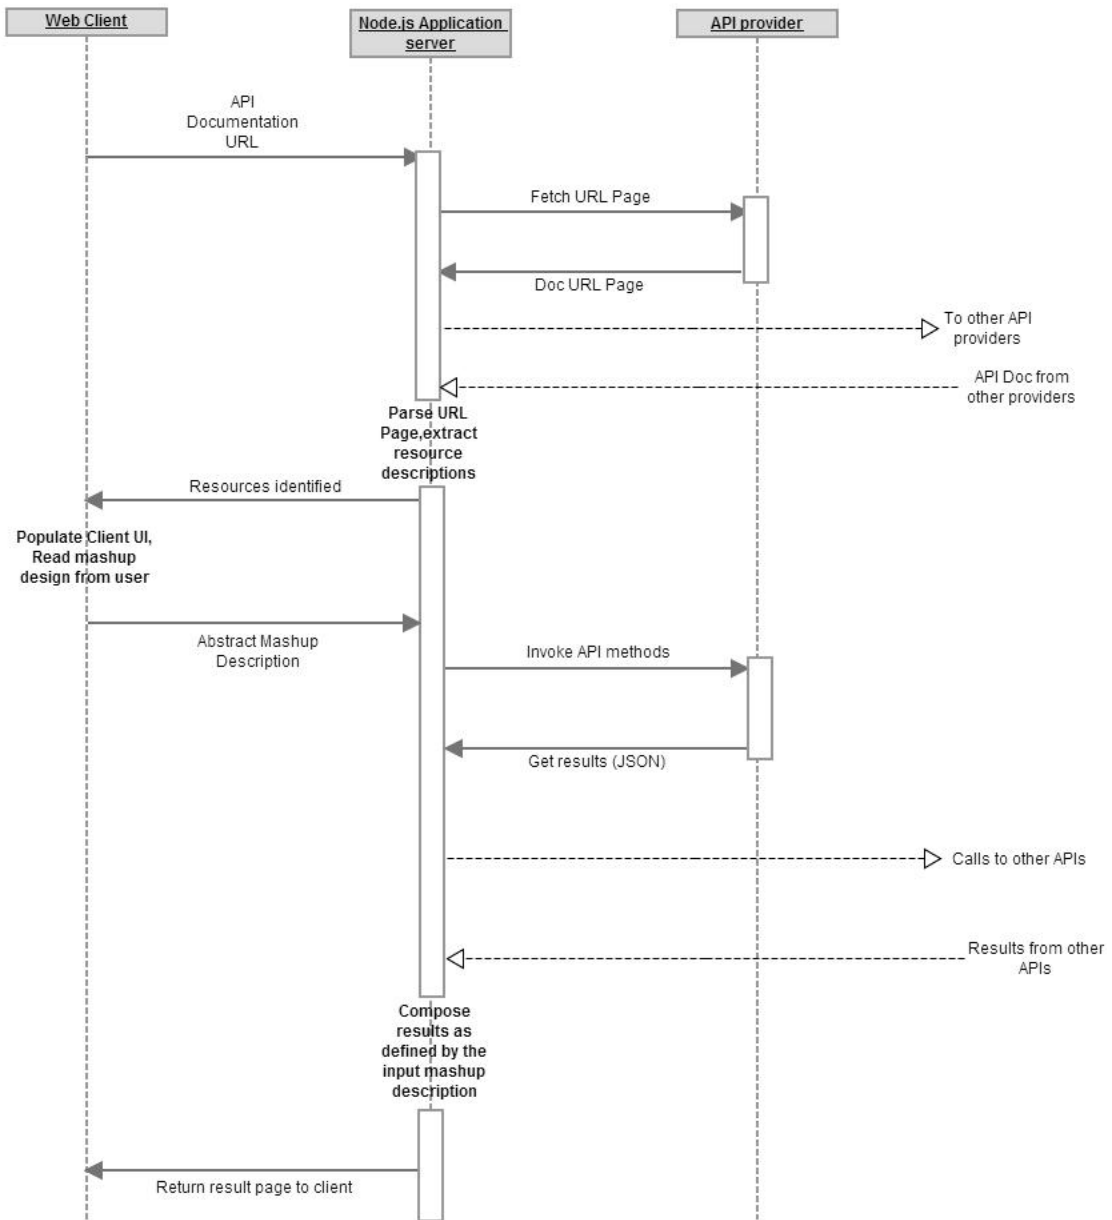 Web Client
Node.js Application
server
API provider
API
Documentation
URL
Fetch URL Page
Doc URL Page
To other API
providers
API Doc from
other providers
Parse URL
Page,extract
resource
descriptions
Resources identified
Populate Client UI,
Read mashup
design from user
Abstract Mashup
Description
Invoke API methods
Get results (JSON)
Calls to other APIs
Results from other
APIs
Compose
results as
defined by the
input mashup
description
Return result page to client